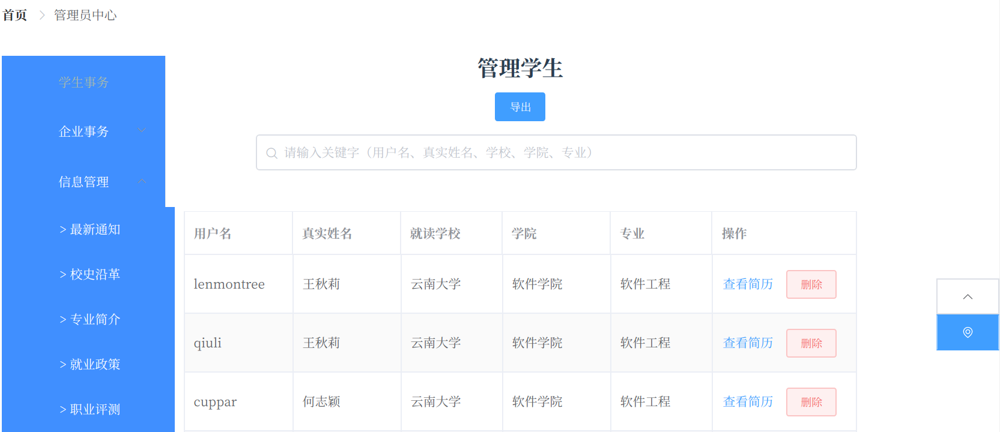 首页 > 管理员中心
管理学生
导出
请输入关键字（用户名、真实姓名、学校、学院、专业）
学生事务
企业事务
信息管理
> 最新通知
> 校史沿革
> 专业简介
> 就业政策
> 职业评测
用户名 真实姓名 就读学校 学院 专业 操作
lenmontree 王秋莉 云南大学 软件学院 软件工程 查看简历 删除
qiuli 王秋莉 云南大学 软件学院 软件工程 查看简历 删除
cuppar 何志颖 云南大学 软件学院 软件工程 查看简历 删除